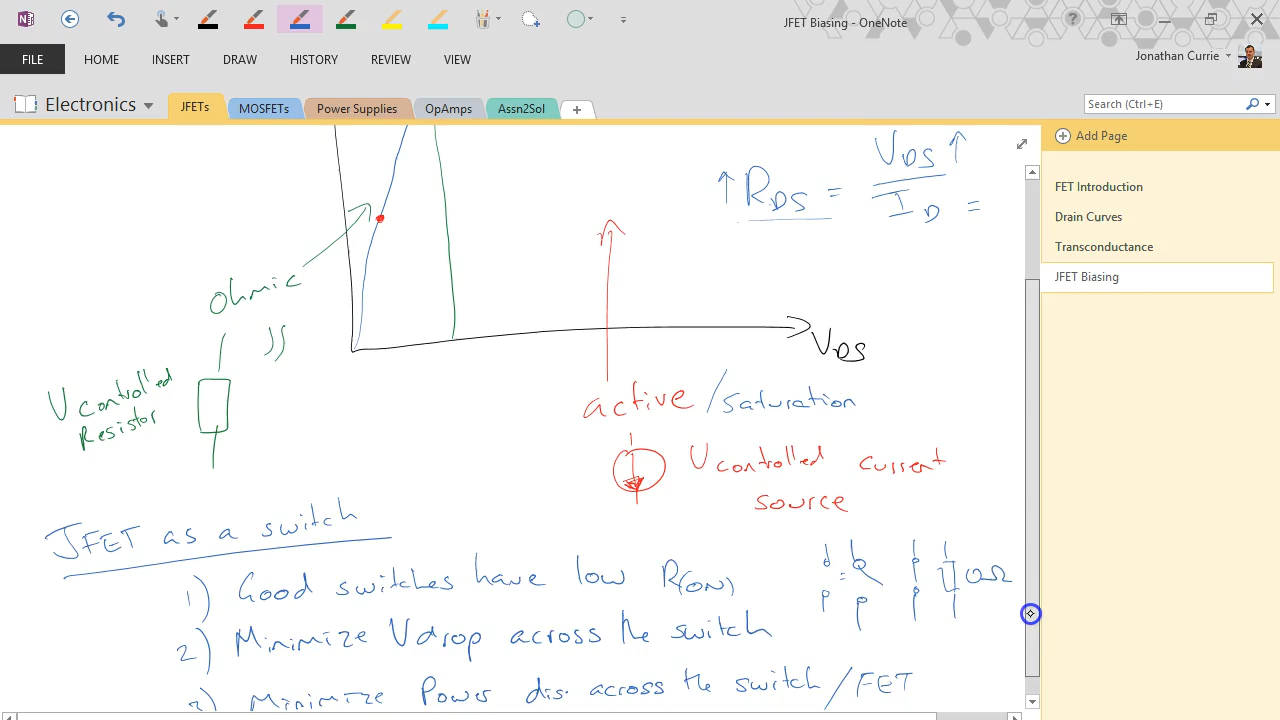 JFET Biasing - OneNote
?
FILE
HOME
INSERT
DRAW
HISTORY
REVIEW
VIEW
Jonathan Currie
Electronics
JFETs
MOSFETs
Power Supplies
OpAmps
Assn2Sol
+
Search (Ctrl+E)
Add Page
FET Introduction
Drain Curves
Transconductance
JFET Biasing
↑ RDS = VDS ↑
ID =
Ohmic
VDS
V controlled
Resistor
active / saturation
V controlled current
source
JFET as a switch
1) Good switches have low R(ON)
0Ω
2) Minimize Vdrop across the switch
3) Minimize Power dis. across the switch / FET